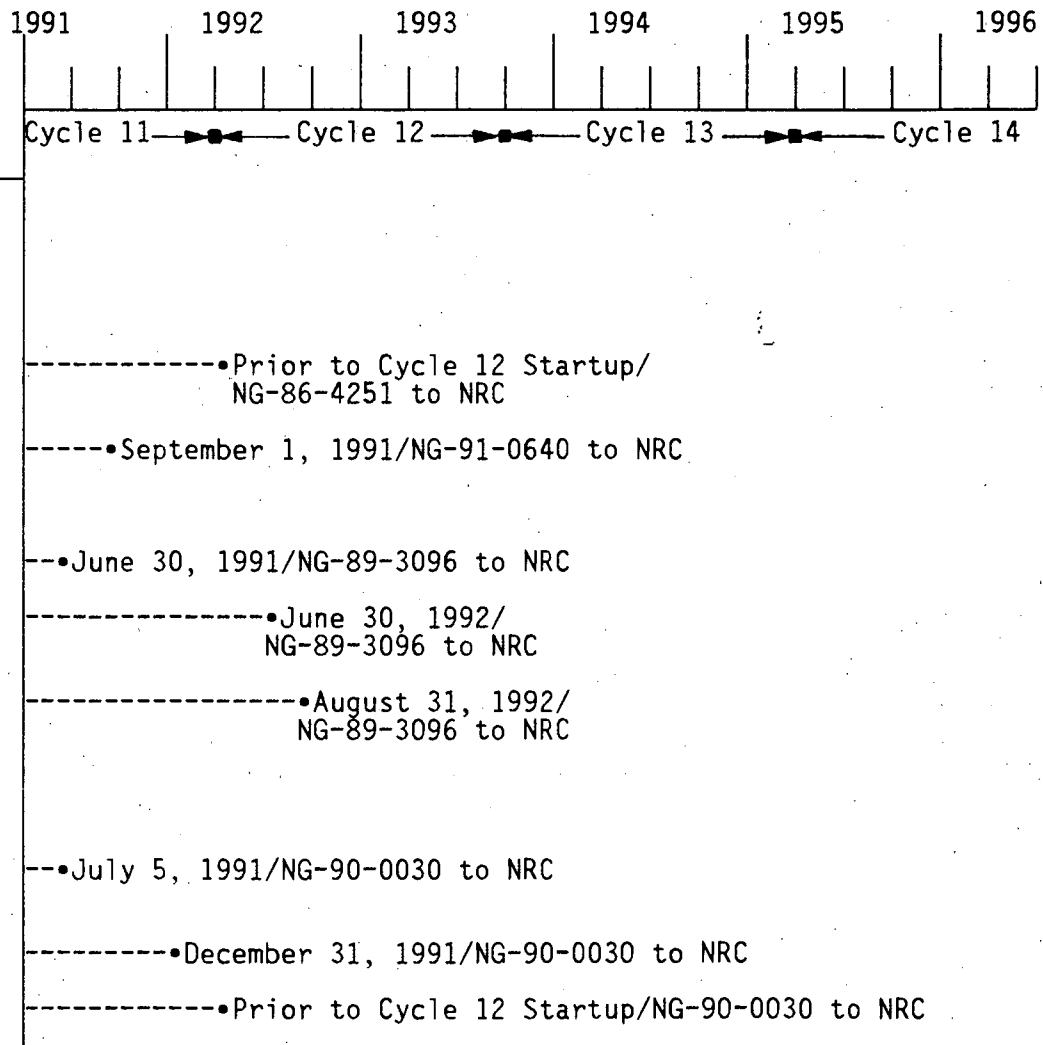 1991 1992 1993 1994 1995 1996
Cycle 11 Cycle 12 Cycle 13 Cycle 14
Prior to Cycle 12 Startup/
NG-86-4251 to NRC
September 1, 1991/NG-91-0640 to NRC
June 30, 1991/NG-89-3096 to NRC
June 30, 1992/
NG-89-3096 to NRC
August 31, 1992/
NG-89-3096 to NRC
July 5, 1991/NG-90-0030 to NRC
December 31, 1991/NG-90-0030 to NRC
Prior to Cycle 12 Startup/NG-90-0030 to NRC